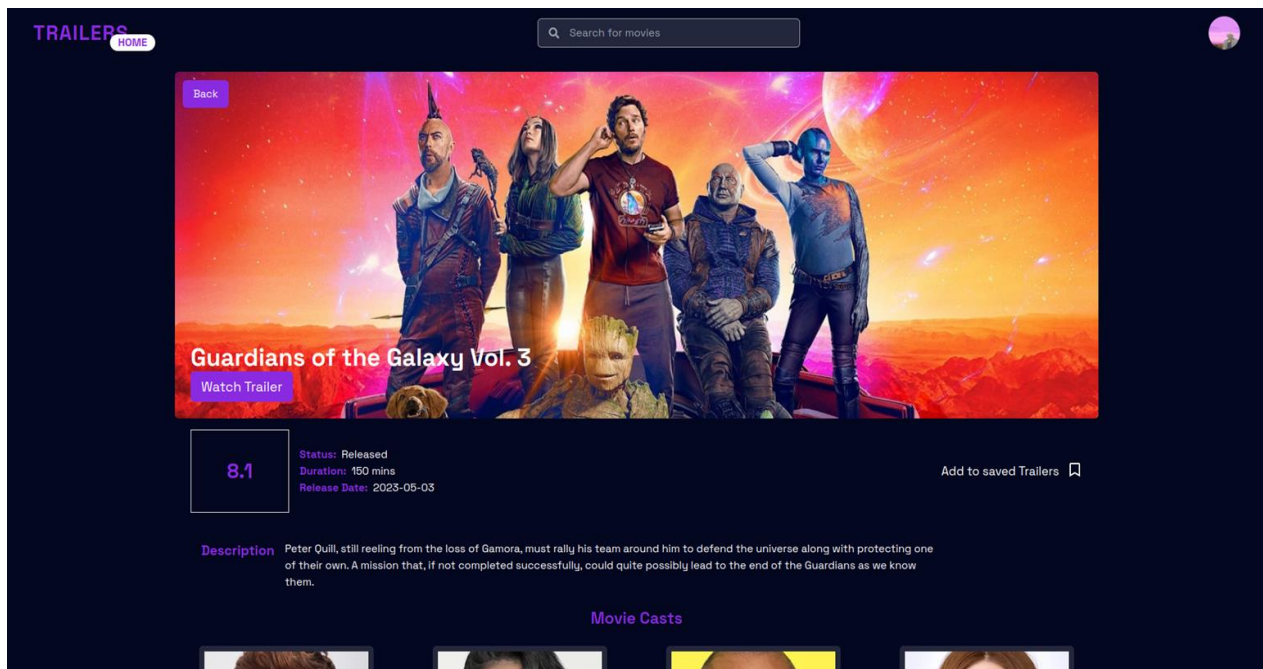 TRAILERS
HOME
Search for movies
Back
Guardians of the Galaxy Vol. 3
Watch Trailer
8.1
Status: Released
Duration: 150 mins
Release Date: 2023-05-03
Add to saved Trailers
Description
Peter Quill, still reeling from the loss of Gamora, must rally his team around him to defend the universe along with protecting one
of their own. A mission that, if not completed successfully, could quite possibly lead to the end of the Guardians as we know
them.
Movie Casts